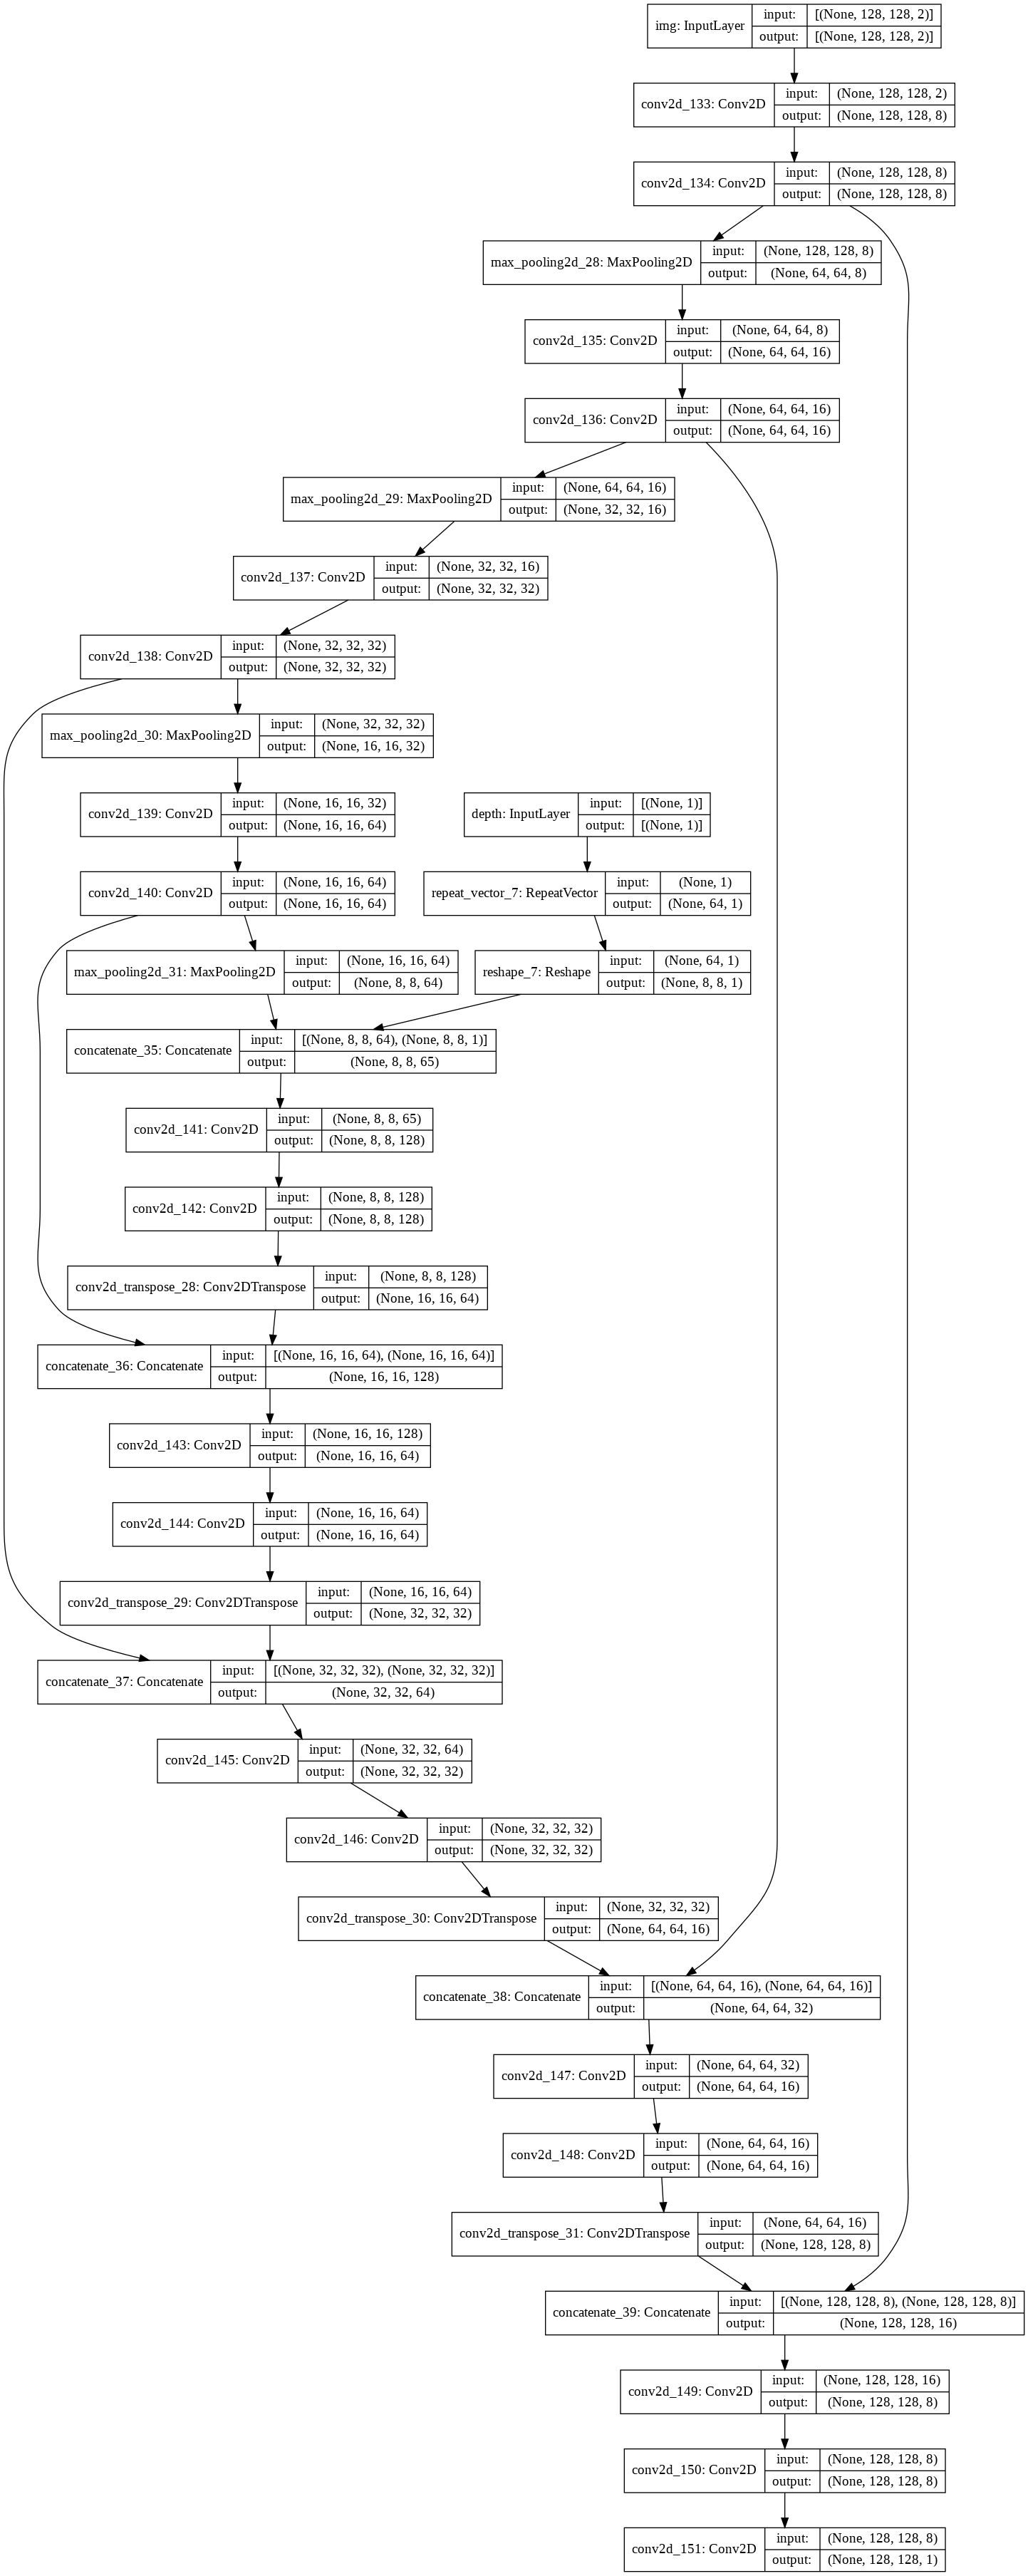 img: InputLayer
input: [(None, 128, 128, 2)]
output: [(None, 128, 128, 2)]
conv2d_133: Conv2D
input: (None, 128, 128, 2)
output: (None, 128, 128, 8)
conv2d_134: Conv2D
input: (None, 128, 128, 8)
output: (None, 128, 128, 8)
max_pooling2d_28: MaxPooling2D
input: (None, 128, 128, 8)
output: (None, 64, 64, 8)
conv2d_135: Conv2D
input: (None, 64, 64, 8)
output: (None, 64, 64, 16)
conv2d_136: Conv2D
input: (None, 64, 64, 16)
output: (None, 64, 64, 16)
max_pooling2d_29: MaxPooling2D
input: (None, 64, 64, 16)
output: (None, 32, 32, 16)
conv2d_137: Conv2D
input: (None, 32, 32, 16)
output: (None, 32, 32, 32)
conv2d_138: Conv2D
input: (None, 32, 32, 32)
output: (None, 32, 32, 32)
max_pooling2d_30: MaxPooling2D
input: (None, 32, 32, 32)
output: (None, 16, 16, 32)
conv2d_139: Conv2D
input: (None, 16, 16, 32)
output: (None, 16, 16, 64)
depth: InputLayer
input: [(None, 1)]
output: [(None, 1)]
conv2d_140: Conv2D
input: (None, 16, 16, 64)
output: (None, 16, 16, 64)
repeat_vector_7: RepeatVector
input: (None, 1)
output: (None, 64, 1)
max_pooling2d_31: MaxPooling2D
input: (None, 16, 16, 64)
output: (None, 8, 8, 64)
reshape_7: Reshape
input: (None, 64, 1)
output: (None, 8, 8, 1)
concatenate_35: Concatenate
input: [(None, 8, 8, 64), (None, 8, 8, 1)]
output: (None, 8, 8, 65)
conv2d_141: Conv2D
input: (None, 8, 8, 65)
output: (None, 8, 8, 128)
conv2d_142: Conv2D
input: (None, 8, 8, 128)
output: (None, 8, 8, 128)
conv2d_transpose_28: Conv2DTranspose
input: (None, 8, 8, 128)
output: (None, 16, 16, 64)
concatenate_36: Concatenate
input: [(None, 16, 16, 64), (None, 16, 16, 64)]
output: (None, 16, 16, 128)
conv2d_143: Conv2D
input: (None, 16, 16, 128)
output: (None, 16, 16, 64)
conv2d_144: Conv2D
input: (None, 16, 16, 64)
output: (None, 16, 16, 64)
conv2d_transpose_29: Conv2DTranspose
input: (None, 16, 16, 64)
output: (None, 32, 32, 32)
concatenate_37: Concatenate
input: [(None, 32, 32, 32), (None, 32, 32, 32)]
output: (None, 32, 32, 64)
conv2d_145: Conv2D
input: (None, 32, 32, 64)
output: (None, 32, 32, 32)
conv2d_146: Conv2D
input: (None, 32, 32, 32)
output: (None, 32, 32, 32)
conv2d_transpose_30: Conv2DTranspose
input: (None, 32, 32, 32)
output: (None, 64, 64, 16)
concatenate_38: Concatenate
input: [(None, 64, 64, 16), (None, 64, 64, 16)]
output: (None, 64, 64, 32)
conv2d_147: Conv2D
input: (None, 64, 64, 32)
output: (None, 64, 64, 16)
conv2d_148: Conv2D
input: (None, 64, 64, 16)
output: (None, 64, 64, 16)
conv2d_transpose_31: Conv2DTranspose
input: (None, 64, 64, 16)
output: (None, 128, 128, 8)
concatenate_39: Concatenate
input: [(None, 128, 128, 8), (None, 128, 128, 8)]
output: (None, 128, 128, 16)
conv2d_149: Conv2D
input: (None, 128, 128, 16)
output: (None, 128, 128, 8)
conv2d_150: Conv2D
input: (None, 128, 128, 8)
output: (None, 128, 128, 8)
conv2d_151: Conv2D
input: (None, 128, 128, 8)
output: (None, 128, 128, 1)